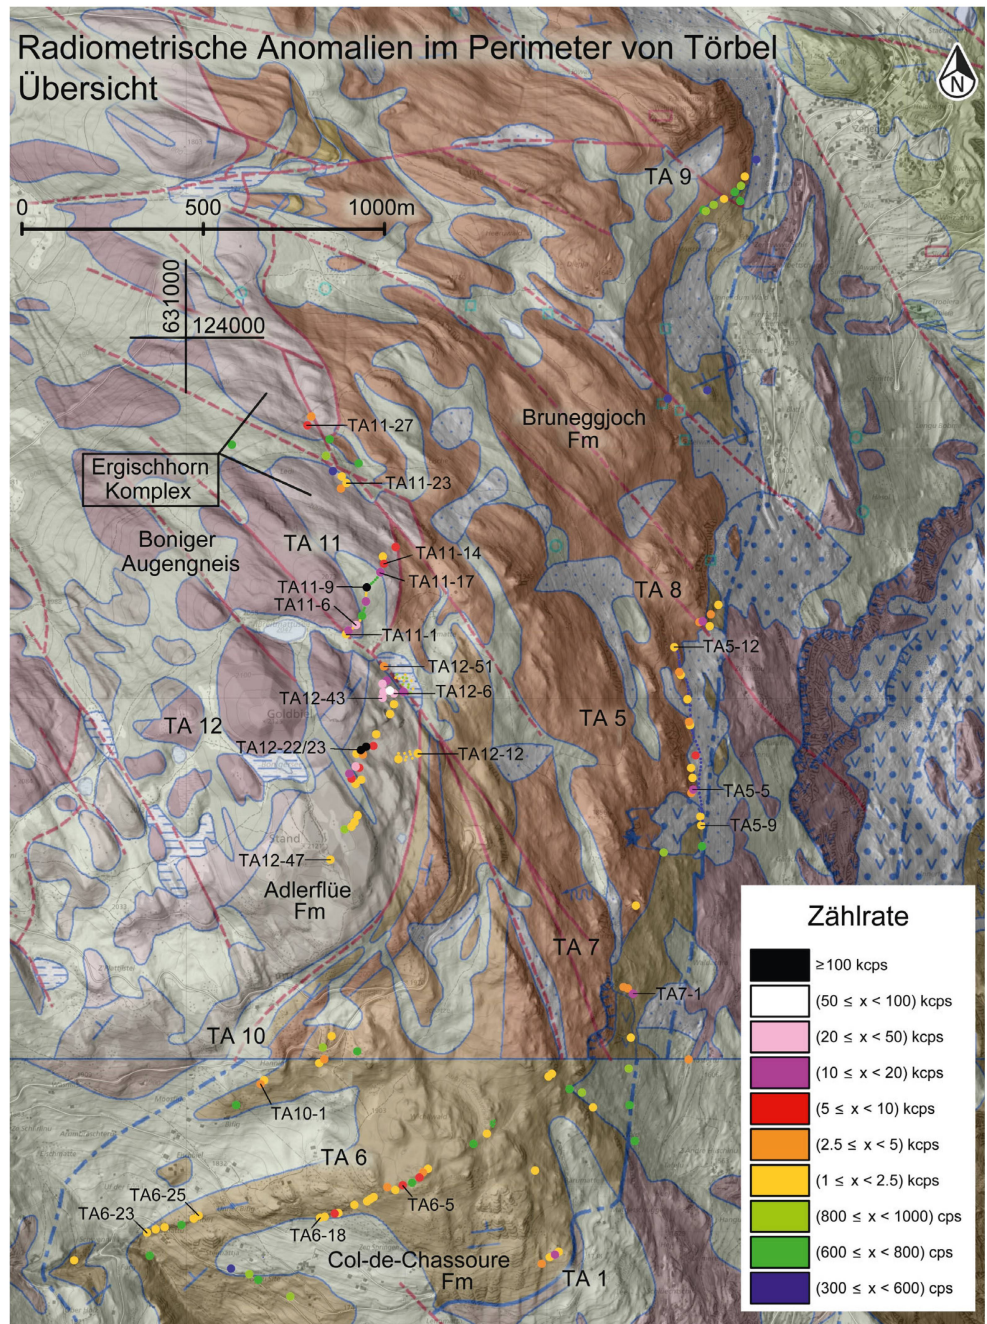 Radiometrische Anomalien im Perimeter von Törbel
Übersicht
N
0 500 1000m
631000
124000
TA 9
Bruneggjoch
Fm
TA11-27
TA11-23
Ergischhorn
Komplex
Boniger
Augengneis
TA 11
TA11-14
TA11-17
TA11-9
TA11-6
TA11-1
TA 8
TA5-12
TA12-51
TA12-6
TA12-43
TA 12
TA 5
TA12-22/23
TA12-12
TA5-5
TA5-9
Stand
TA12-47
Adlerflüe
Fm
TA 7
TA7-1
TA 10
TA10-1
TA 6
TA6-25
TA6-23
TA6-5
TA6-18
Col-de-Chassoure
Fm
TA 1
Zählrate
≥100 kcps
(50 ≤ x < 100) kcps
(20 ≤ x < 50) kcps
(10 ≤ x < 20) kcps
(5 ≤ x < 10) kcps
(2.5 ≤ x < 5) kcps
(1 ≤ x < 2.5) kcps
(800 ≤ x < 1000) cps
(600 ≤ x < 800) cps
(300 ≤ x < 600) cps